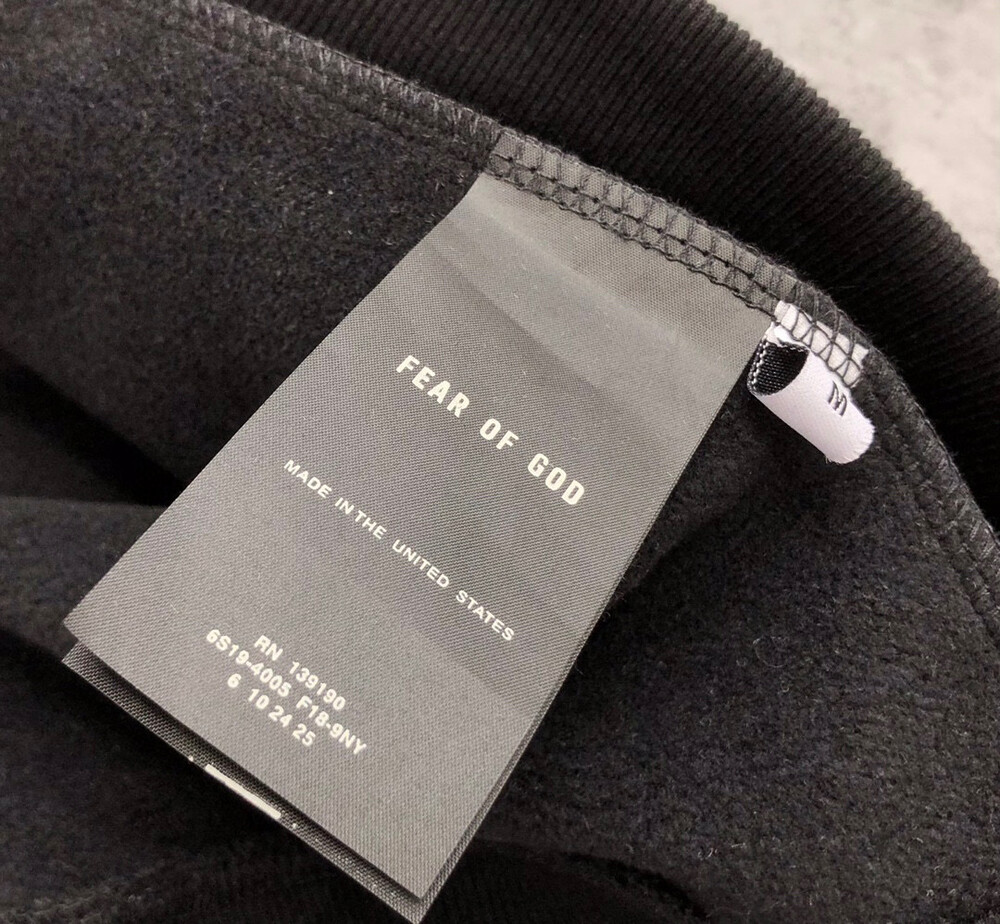 FEAR OF GOD
MADE IN THE UNITED STATES
RN 139190
6S19-4005 F18-9NY
6 10 24 25
M